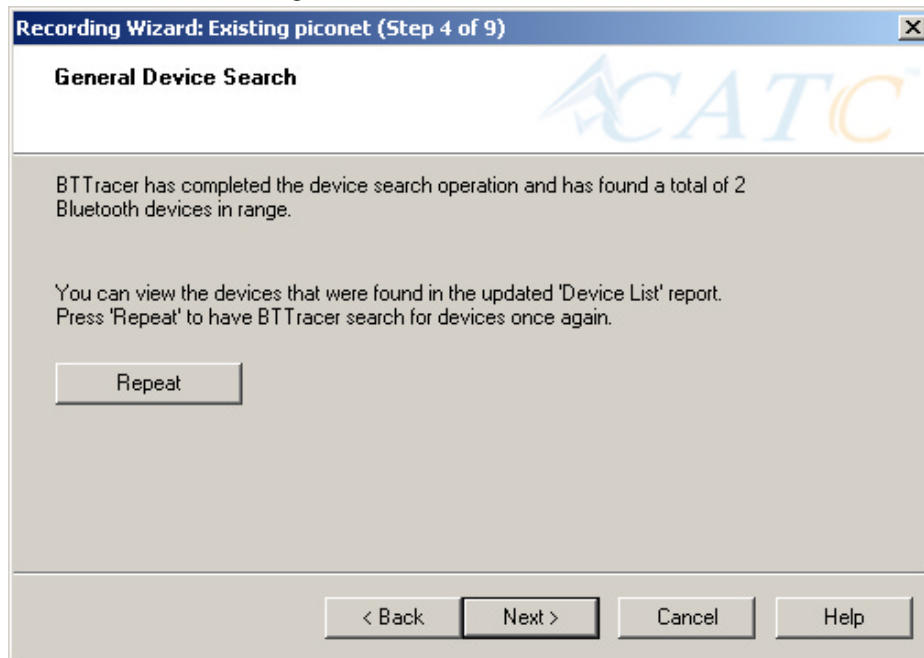 Recording Wizard: Existing piconet (Step 4 of 9)
General Device Search
CATC
BTTracer has completed the device search operation and has found a total of 2
Bluetooth devices in range.
You can view the devices that were found in the updated 'Device List' report.
Press 'Repeat' to have BTTracer search for devices once again.
Repeat
< Back
Next >
Cancel
Help